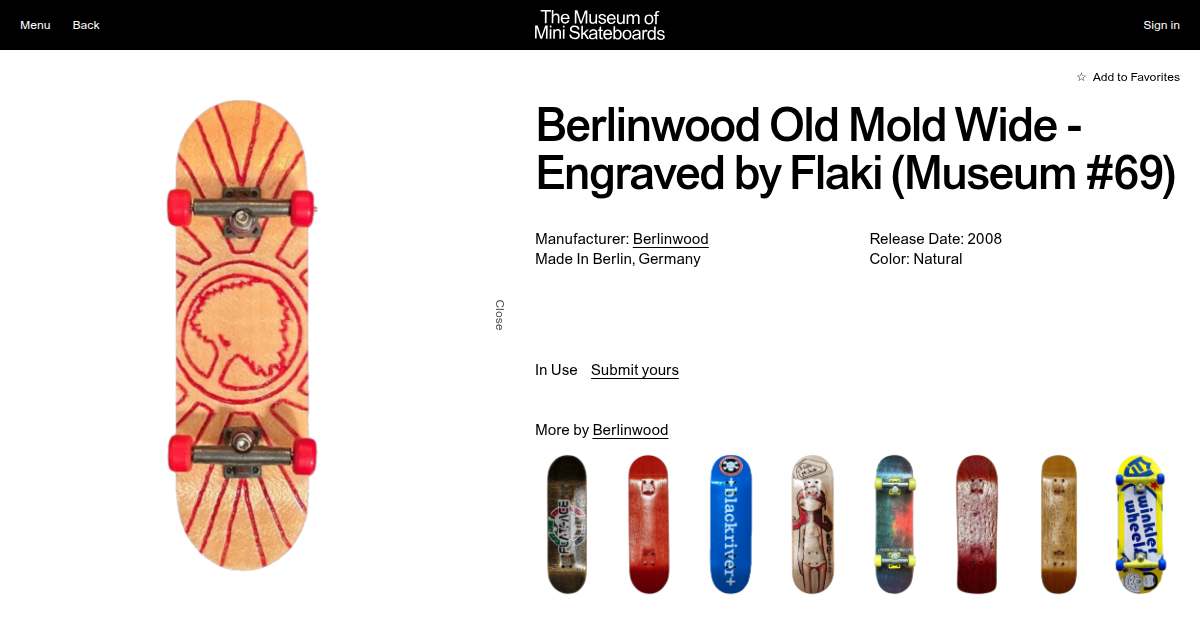 Menu
Back
The Museum of
Mini Skateboards
Sign in
☆ Add to Favorites
Berlinwood Old Mold Wide -
Engraved by Flaki (Museum #69)
Manufacturer: Berlinwood
Made In Berlin, Germany
Release Date: 2008
Color: Natural
Close
In Use
Submit yours
More by Berlinwood
FLATFACE
+blackriver+
winkler
wheels